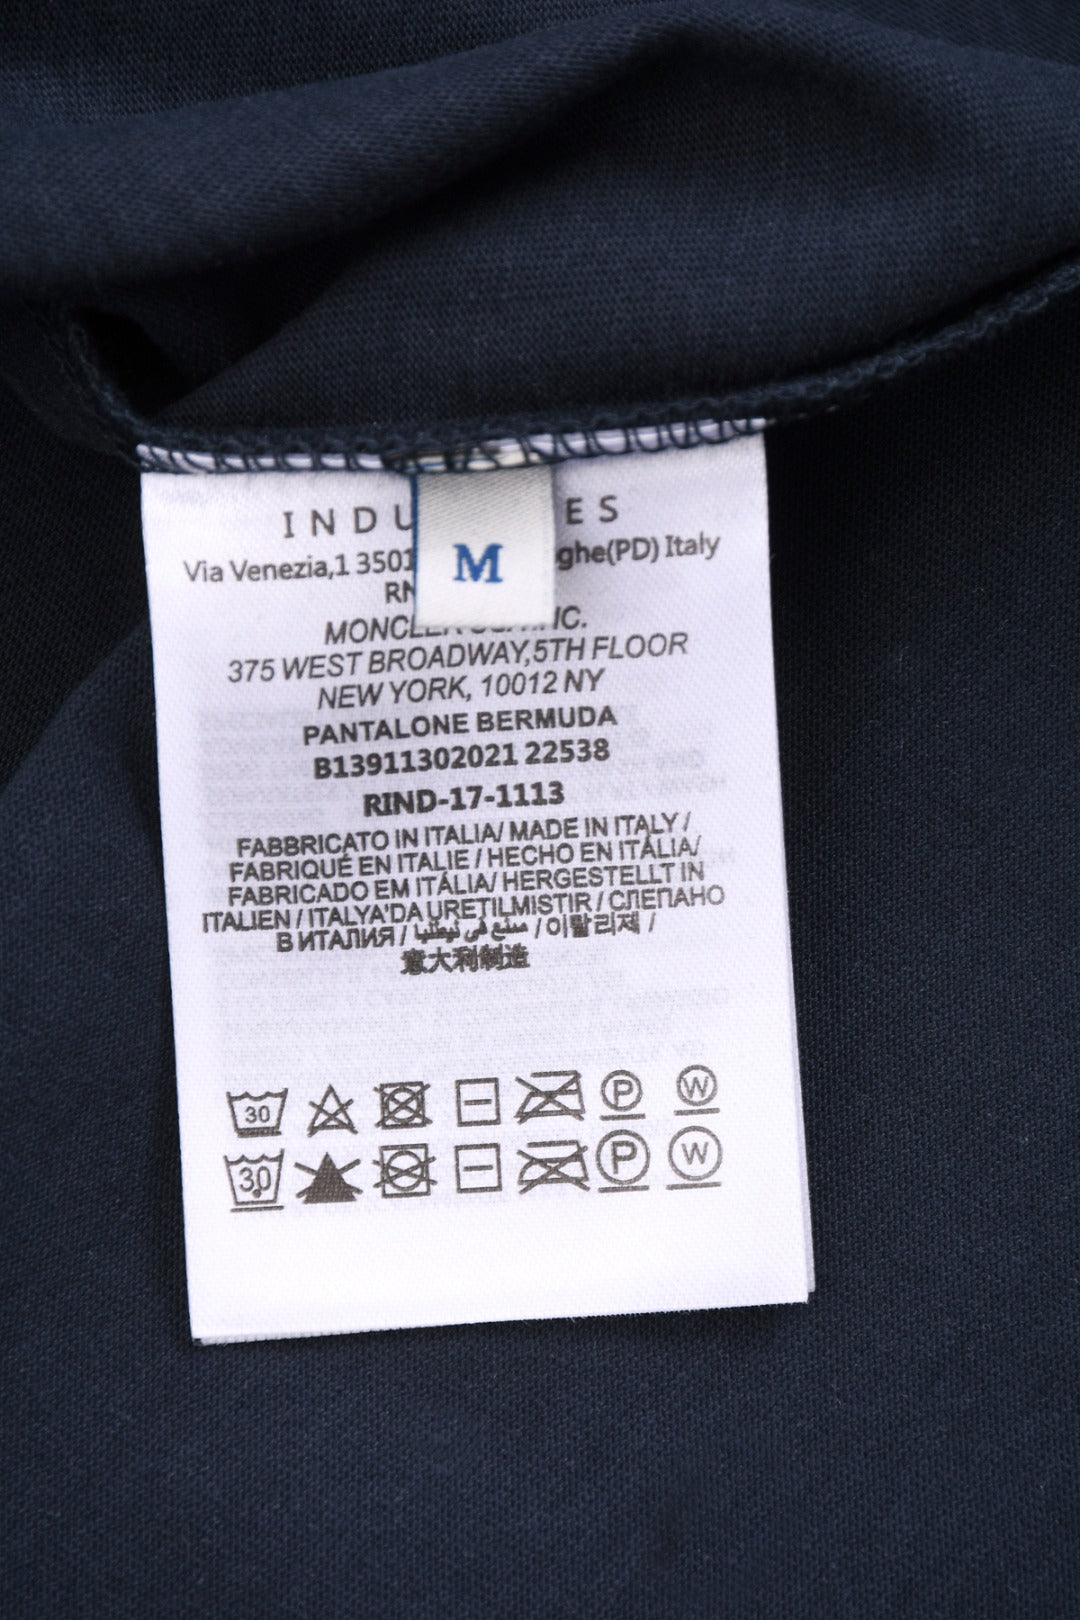 INDU ES
M
Via Venezia,1 3501 ghe(PD) Italy
RN
MONCLER INC.
375 WEST BROADWAY,5TH FLOOR
NEW YORK, 10012 NY
PANTALONE BERMUDA
B13911302021 22538
RIND-17-1113
FABBRICATO IN ITALIA/ MADE IN ITALY /
FABRIQUÉ EN ITALIE / HECHO EN ITÁLIA/
FABRICADO EM ITÁLIA/ HERGESTELLT IN
ITALIEN / ITALYA'DA URETILMISTIR / СЛЕПАНО
В ИТАЛИЯ / / 이탈리제 /
意大利制造
30 P W
30 P W